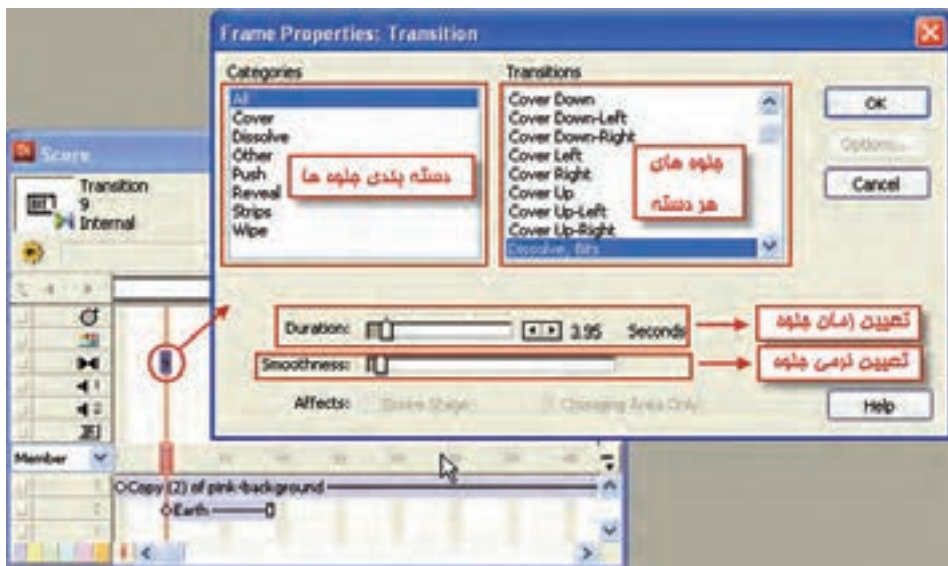 Frame Properties: Transition
Categories
All
Cover
Dissolve
Other
Push
Reveal
Strips
Wipe
دسته بندی جلوه ها
Transitions
Cover Down
Cover Down-Left
Cover Down-Right
Cover Left
Cover Right
Cover Up
Cover Up-Left
Cover Up-Right
Dissolve, Bits
جلوه های
هر دسته
OK
Options...
Cancel
Duration: 3.95 Seconds
تعیین زمان جلوه
Smoothness:
تعیین نرمی جلوه
Affects: Entire Stage Changing Area Only
Help
Score
Transition
9
Internal
1
2
Member
Copy (2) of pink-background
Earth